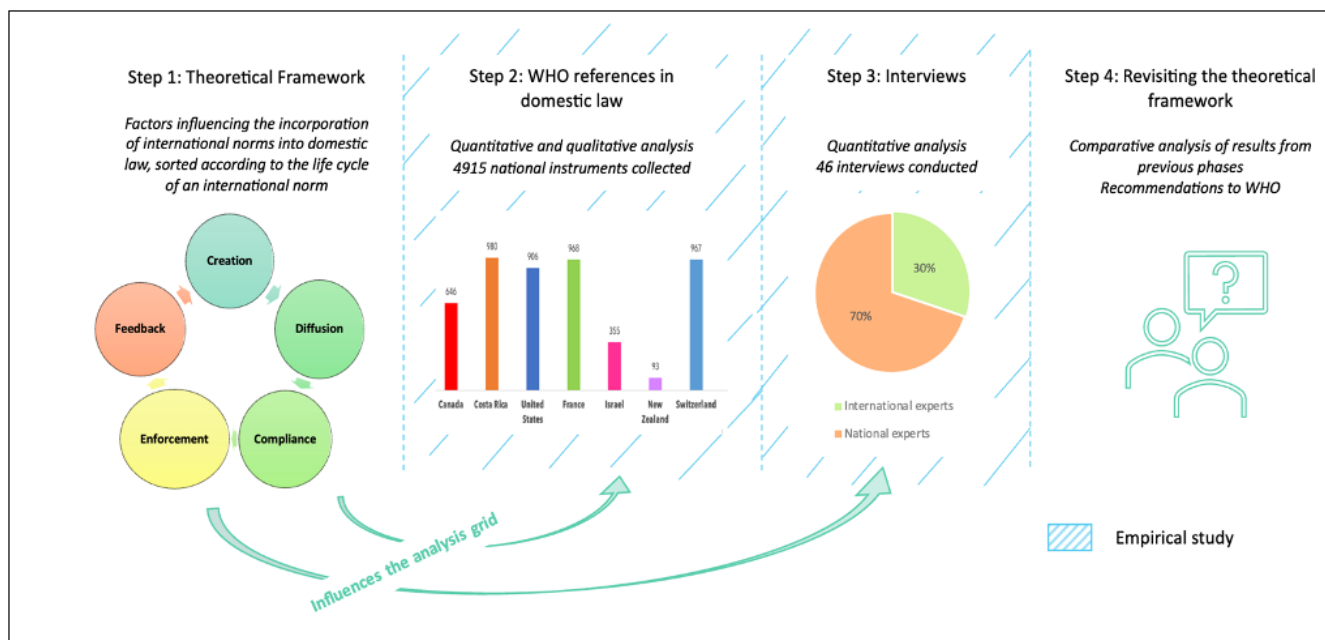 Step 1: Theoretical Framework
Factors influencing the incorporation
of international norms into domestic
law, sorted according to the life cycle
of an international norm
Creation
Diffusion
Compliance
Enforcement
Feedback
Step 2: WHO references in
domestic law
Quantitative and qualitative analysis
4915 national instruments collected
646
980
906
968
355
93
967
Canada
Costa Rica
United
States
France
Israel
New
Zealand
Switzerland
Step 3: Interviews
Quantitative analysis
46 interviews conducted
30%
70%
International experts
National experts
Step 4: Revisiting the theoretical
framework
Comparative analysis of results from
previous phases
Recommendations to WHO
?
Influences the analysis grid
Empirical study